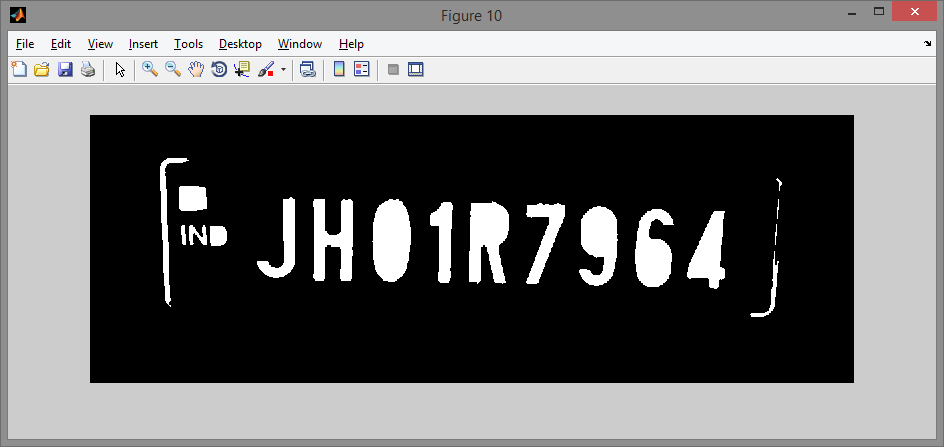 Figure 10
File Edit View Insert Tools Desktop Window Help
IND
JH01R7964